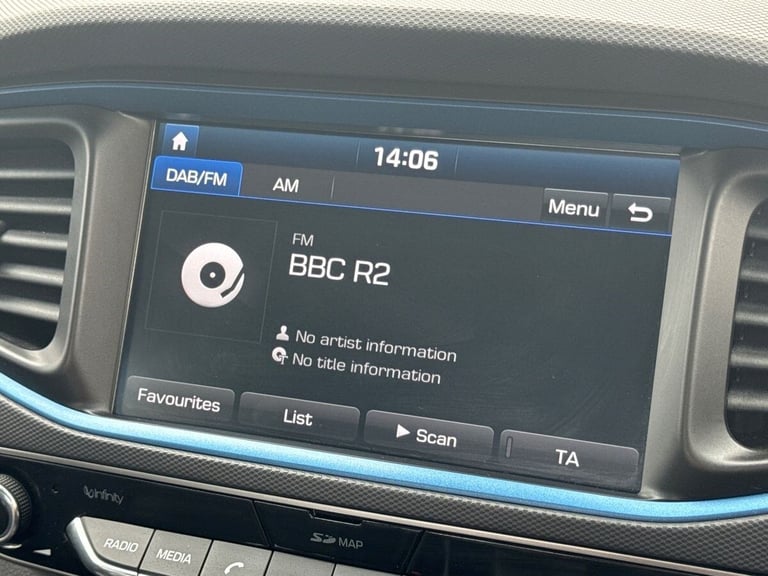 14:06
DAB/FM AM Menu
FM
BBC R2
No artist information
No title information
Favourites List Scan TA
infinity
RADIO MEDIA SD MAP